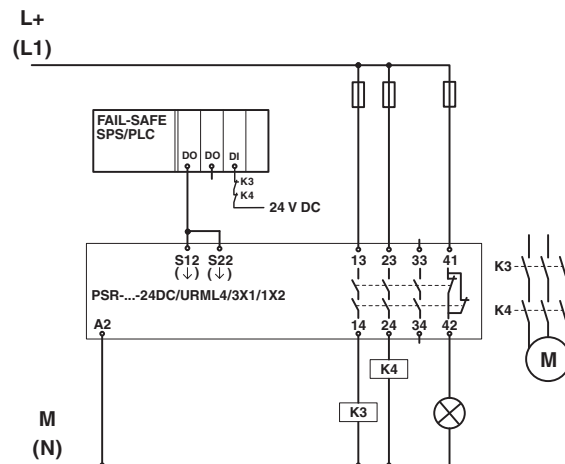 L+
(L1)
FAIL-SAFE
SPS/PLC
DO DO DI
K3
K4
24 V DC
S12 S22 13 23 33 41
(↓) (↓)
K3
PSR-...-24DC/URML4/3X1/1X2
K4
A2 14 24 34 42
M
K4
K3
M
(N)